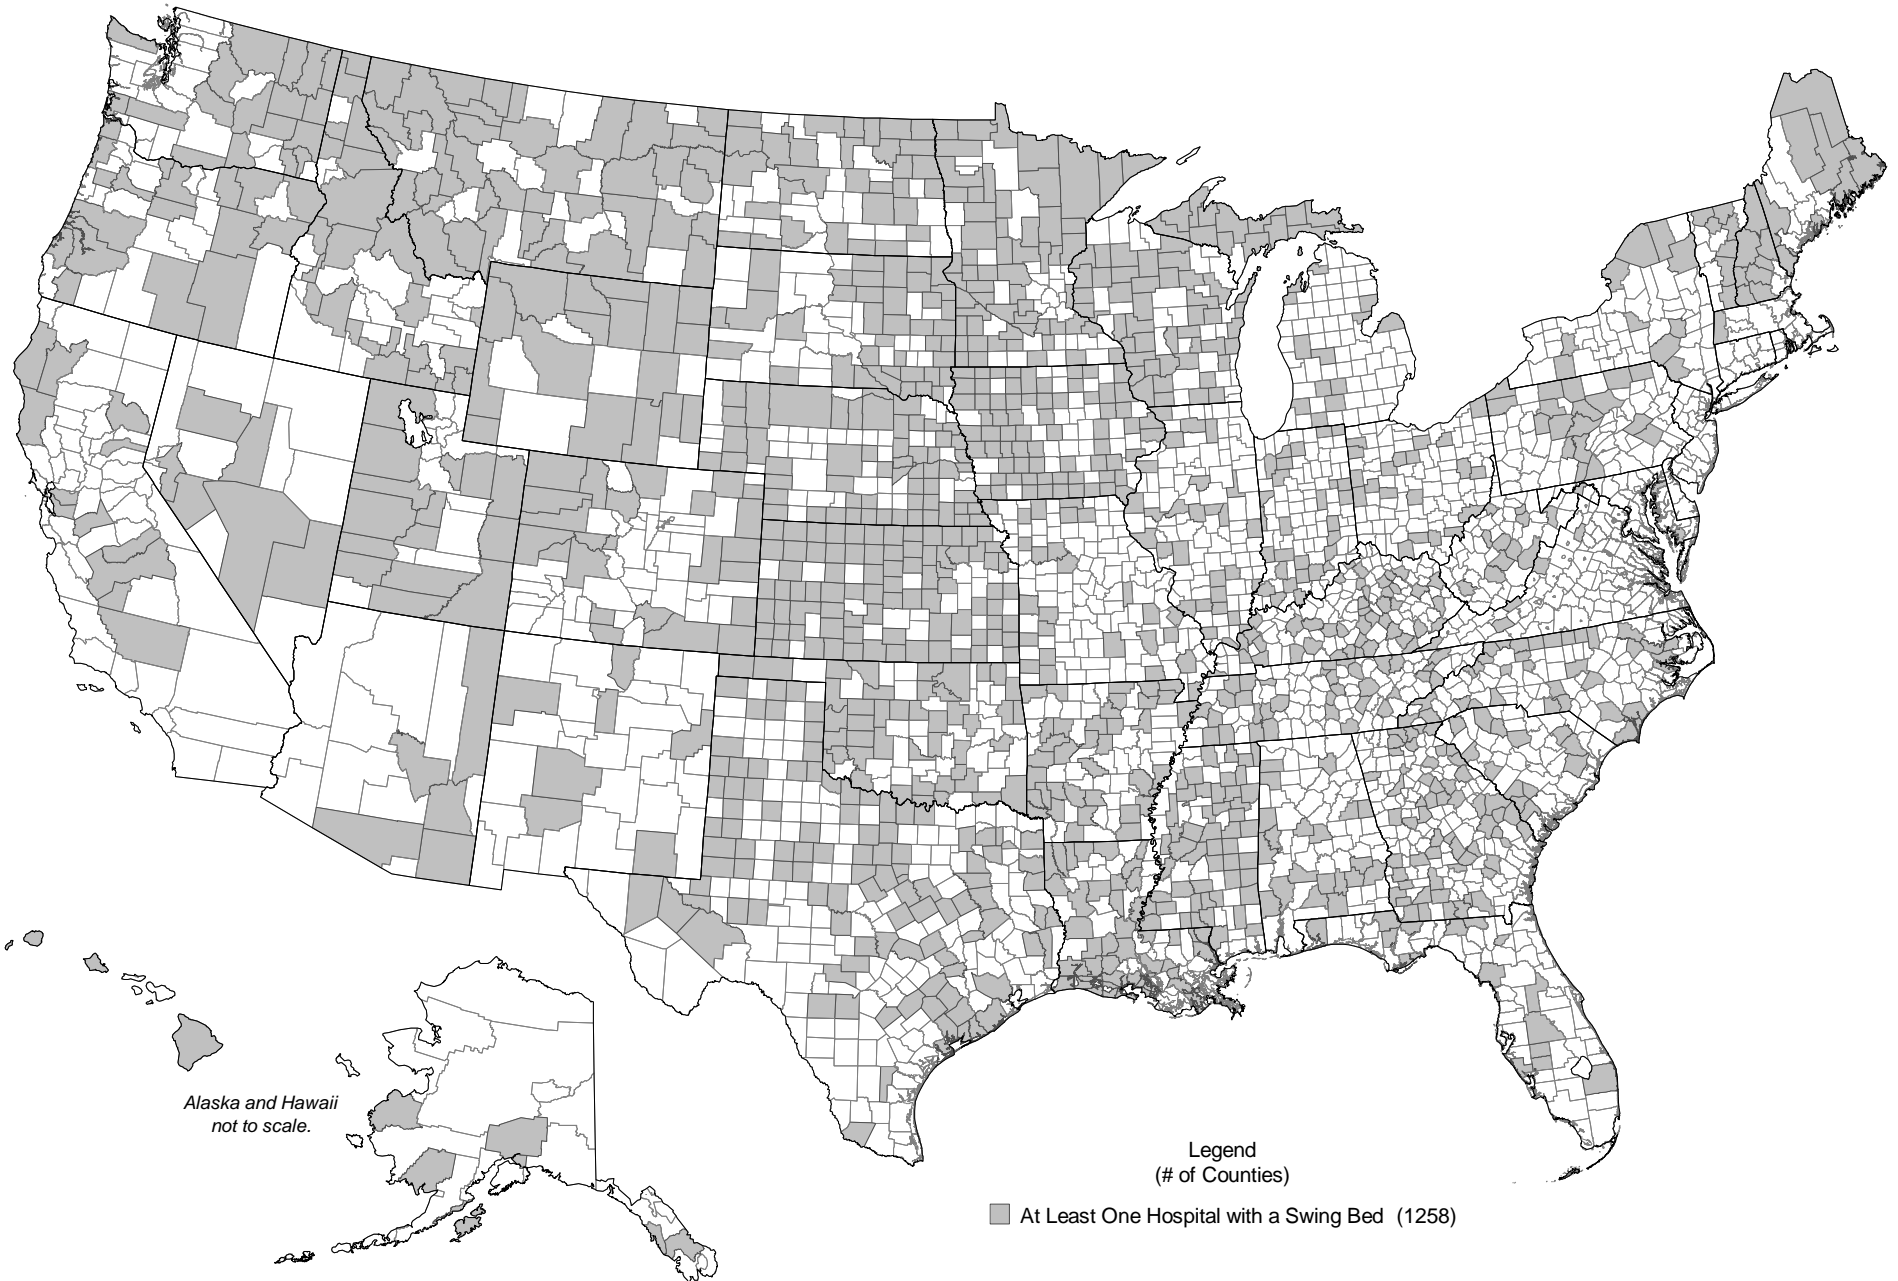 Alaska and Hawaii
not to scale.
Legend
(# of Counties)
At Least One Hospital with a Swing Bed (1258)